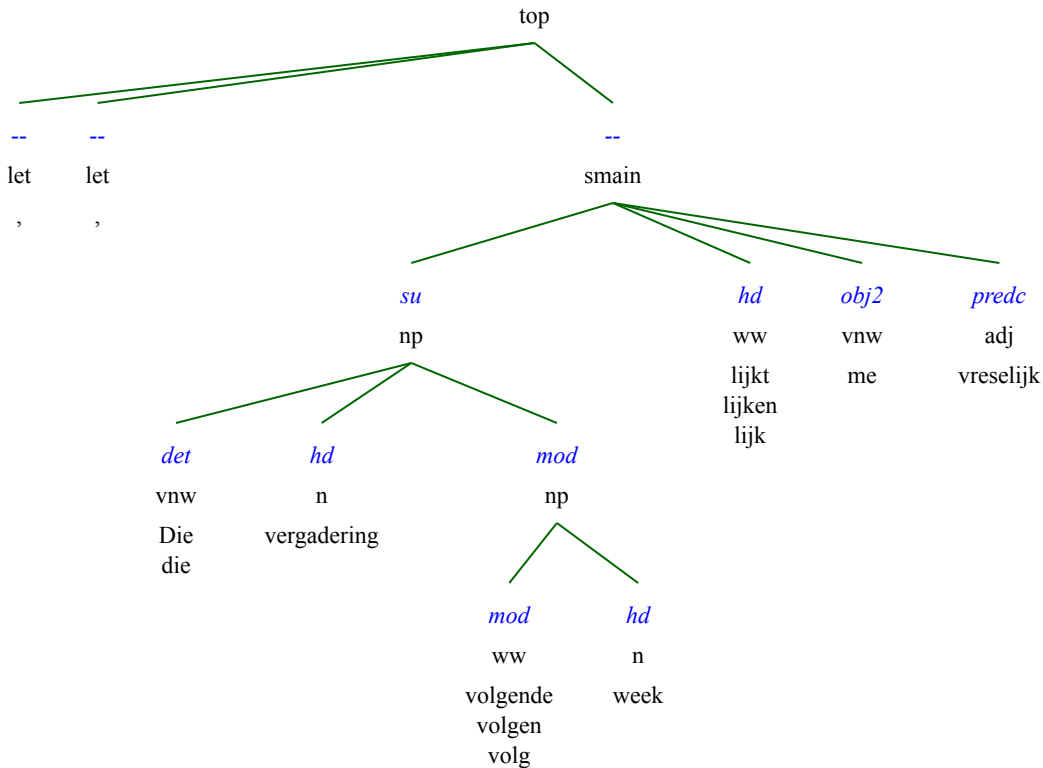 top
-- -- --
let let smain
, ,
su hd obj2 predc
np ww vnw adj
lijkt me vreselijk
lijken
lijk
det hd mod
vnw n np
Die vergadering
die
mod hd
ww n
volgende week
volgen
volg